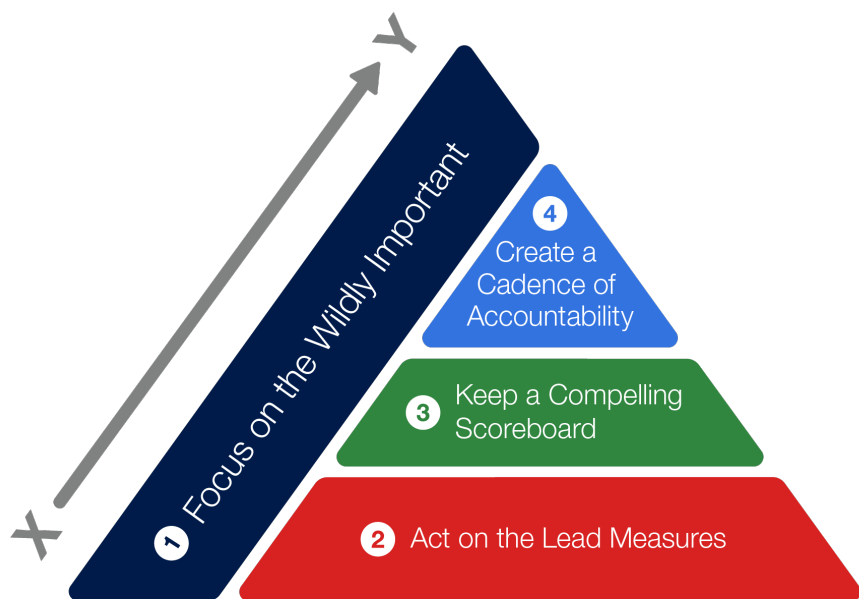 Y
X
1 Focus on the Wildly Important
4
Create a
Cadence of
Accountability
3 Keep a Compelling
Scoreboard
2 Act on the Lead Measures